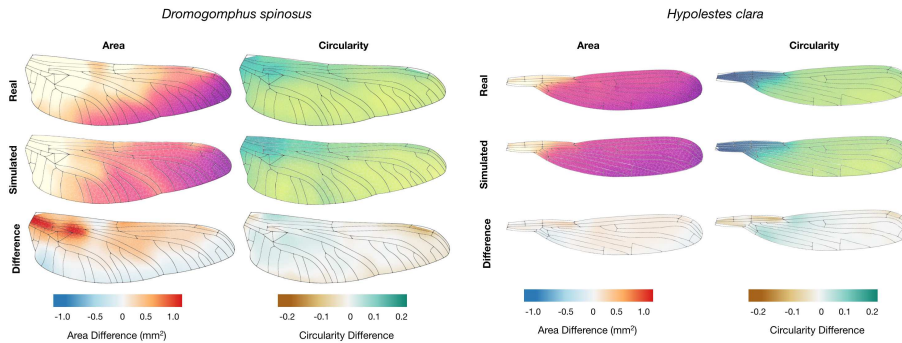 Dromogomphus spinosus
Hypolestes clara
Area
Circularity
Area
Circularity
Real
Real
Simulated
Simulated
Difference
Difference
-1.0 -0.5 0 0.5 1.0
-0.2 -0.1 0.0 0.1 0.2
-1.0 -0.5 0 0.5 1.0
-0.2 -0.1 0.0 0.1 0.2
Area Difference (mm²)
Circularity Difference
Area Difference (mm²)
Circularity Difference